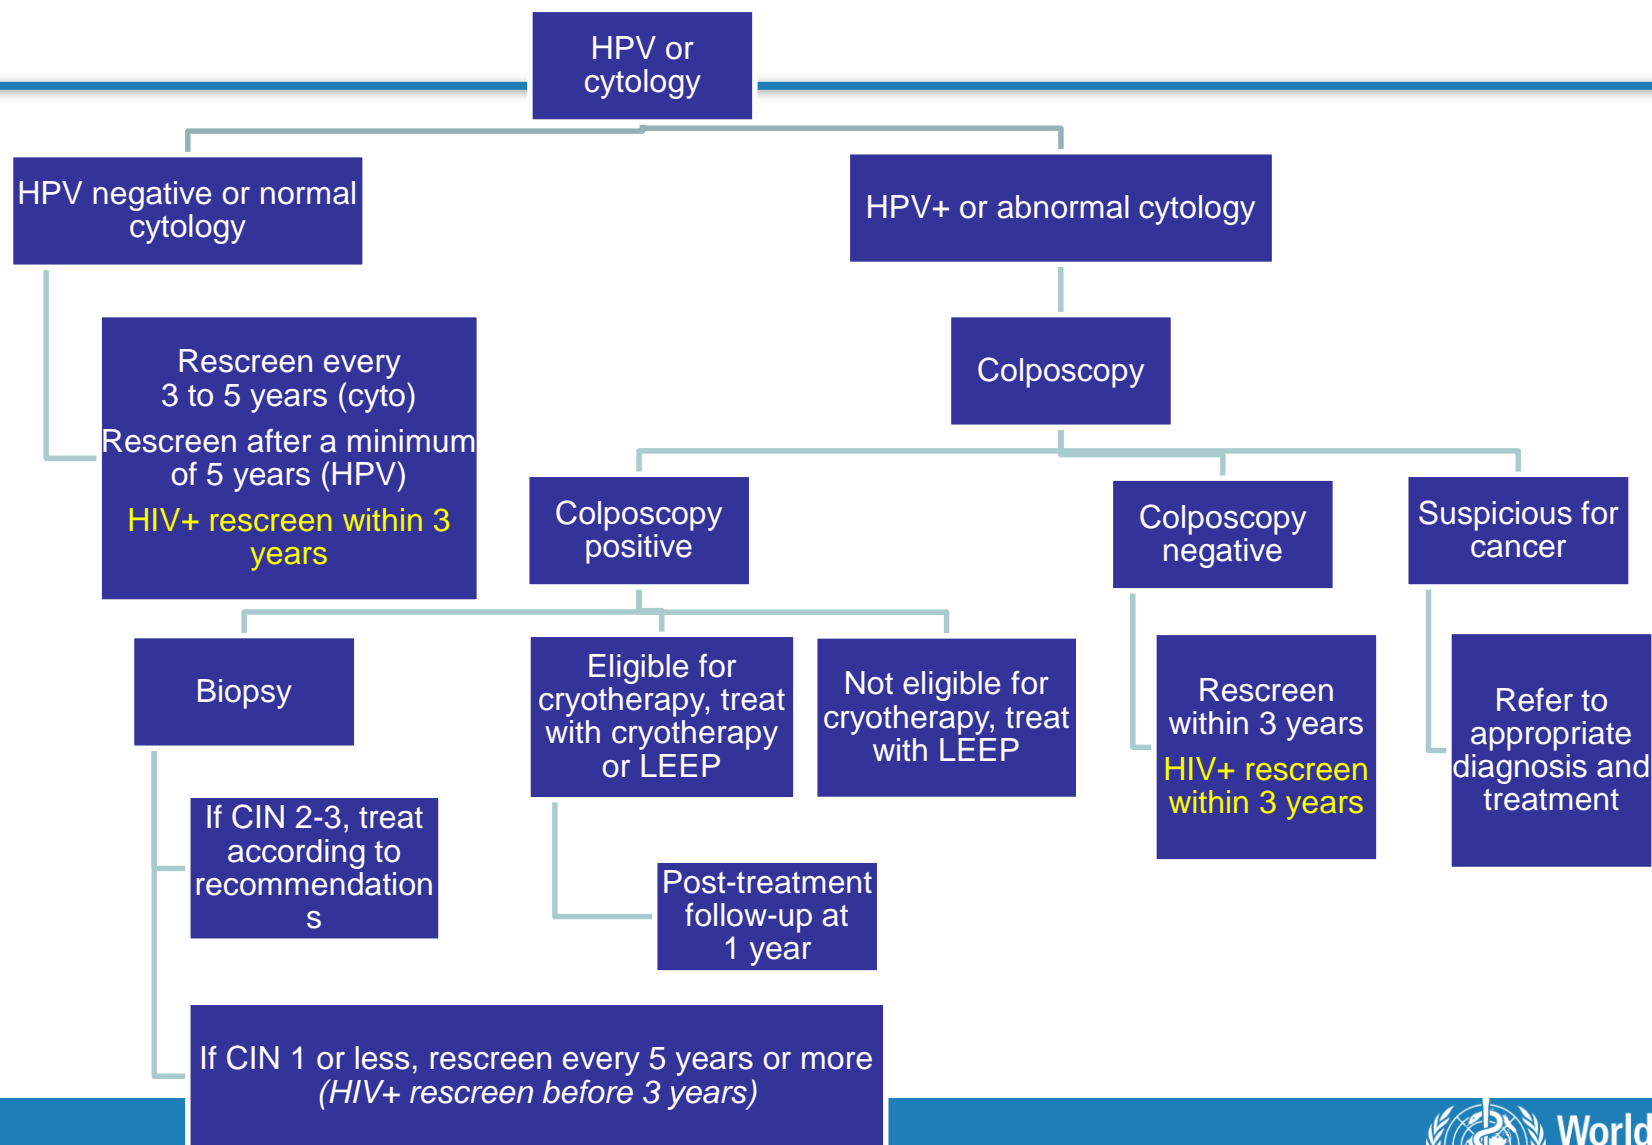 HPV or
cytology
HPV negative or normal
cytology
HPV+ or abnormal cytology
Rescreen every
3 to 5 years (cyto)
Rescreen after a minimum
of 5 years (HPV)
HIV+ rescreen within 3
years
Colposcopy
Colposcopy
positive
Colposcopy
negative
Suspicious for
cancer
Biopsy
Eligible for
cryotherapy, treat
with cryotherapy
or LEEP
Not eligible for
cryotherapy, treat
with LEEP
Rescreen
within 3 years
HIV+ rescreen
within 3 years
Refer to
appropriate
diagnosis and
treatment
If CIN 2-3, treat
according to
recommendation
s
Post-treatment
follow-up at
1 year
If CIN 1 or less, rescreen every 5 years or more
(HIV+ rescreen before 3 years)
World